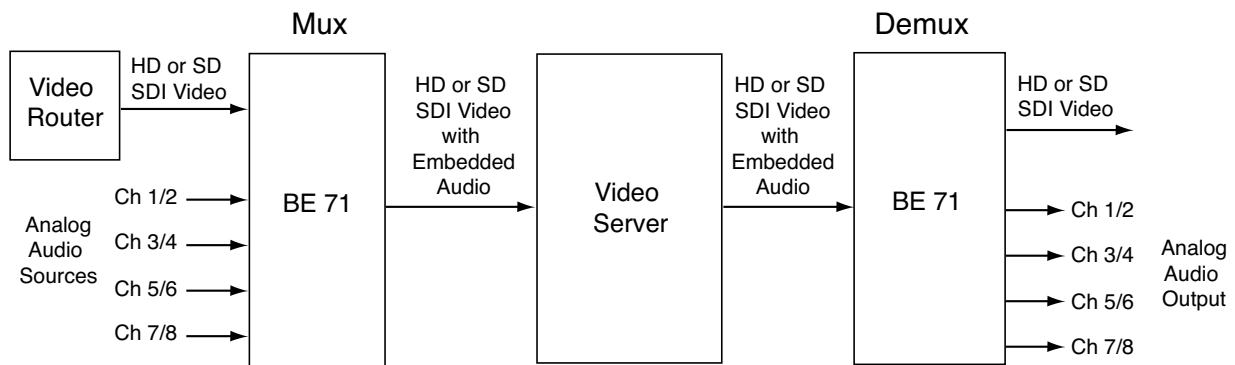 Mux
Demux
Video
Router
HD or SD
SDI Video
Analog
Audio
Sources
Ch 1/2
Ch 3/4
Ch 5/6
Ch 7/8
BE 71
HD or SD
SDI Video
with
Embedded
Audio
Video
Server
HD or SD
SDI Video
with
Embedded
Audio
BE 71
HD or SD
SDI Video
Ch 1/2
Ch 3/4
Ch 5/6
Ch 7/8
Analog
Audio
Output